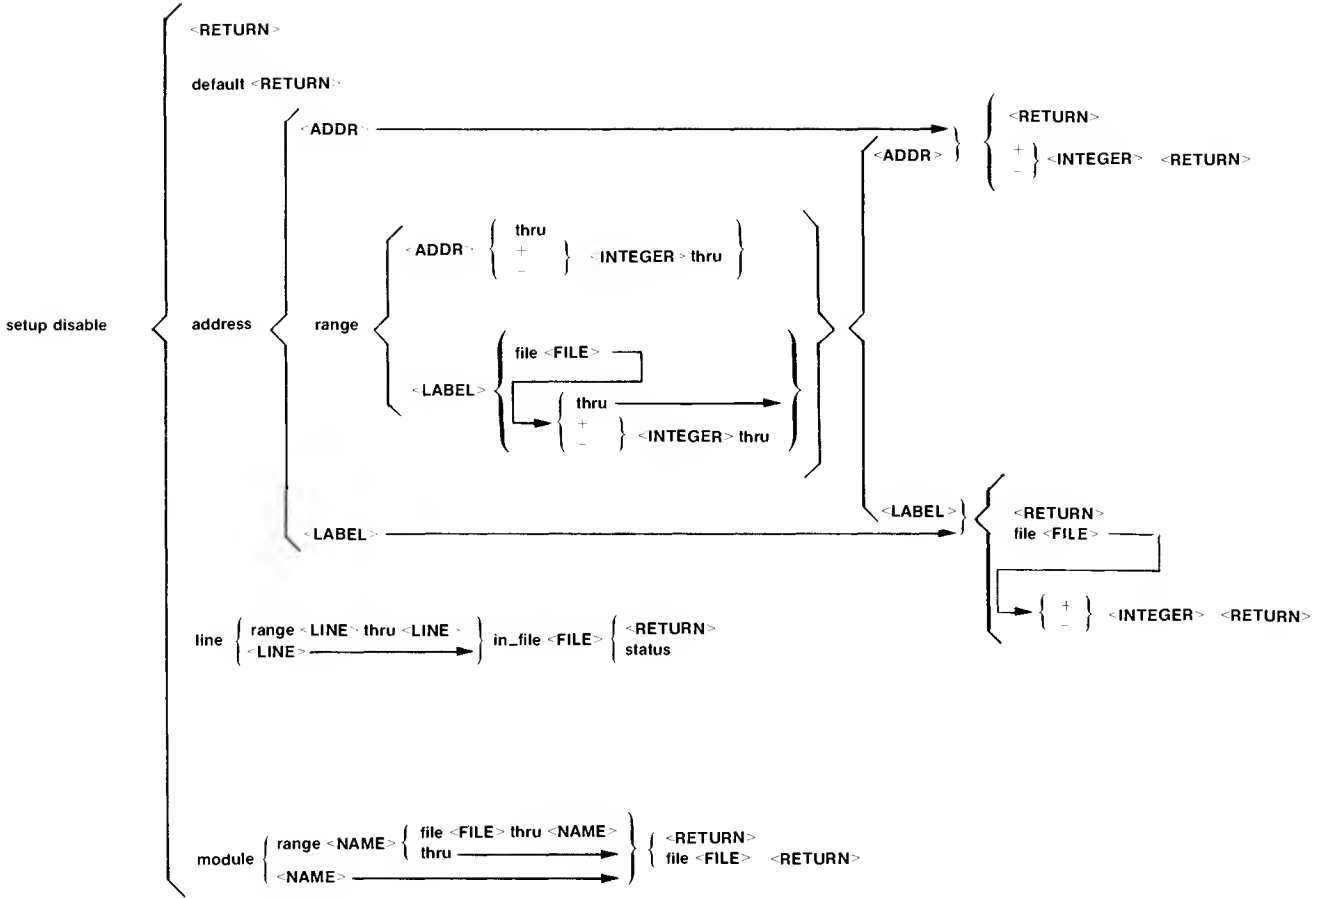 <RETURN>
default <RETURN>
<ADDR>
<RETURN>
<ADDR>
+
<INTEGER> <RETURN>
-
thru
<ADDR>
+
<INTEGER> thru
-
setup disable
address
range
file <FILE>
<LABEL>
thru
+
<INTEGER> thru
-
<LABEL>
<RETURN>
<LABEL>
file <FILE>
+
<INTEGER> <RETURN>
-
line
range <LINE> thru <LINE>
<LINE>
in_file <FILE>
<RETURN>
status
module
range <NAME>
file <FILE> thru <NAME>
thru
<NAME>
<RETURN>
file <FILE> <RETURN>